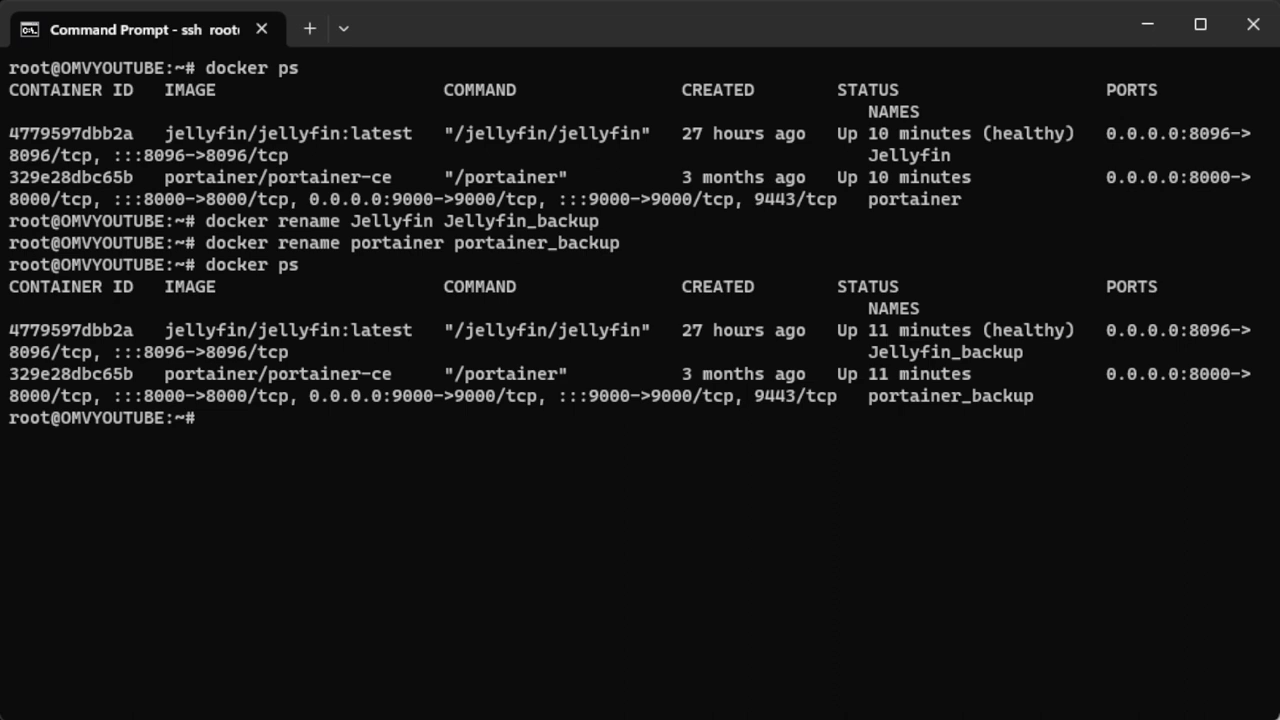 Command Prompt - ssh root
root@OMVYOUTUBE:~# docker ps
CONTAINER ID   IMAGE                      COMMAND                CREATED        STATUS                    PORTS
NAMES
4779597dbb2a   jellyfin/jellyfin:latest   "/jellyfin/jellyfin"   27 hours ago   Up 10 minutes (healthy)   0.0.0.0:8096->
8096/tcp, :::8096->8096/tcp                                                        Jellyfin
329e28dbc65b   portainer/portainer-ce     "/portainer"           3 months ago   Up 10 minutes             0.0.0.0:8000->
8000/tcp, :::8000->8000/tcp, 0.0.0.0:9000->9000/tcp, :::9000->9000/tcp, 9443/tcp   portainer
root@OMVYOUTUBE:~# docker rename Jellyfin Jellyfin_backup
root@OMVYOUTUBE:~# docker rename portainer portainer_backup
root@OMVYOUTUBE:~# docker ps
CONTAINER ID   IMAGE                      COMMAND                CREATED        STATUS                    PORTS
NAMES
4779597dbb2a   jellyfin/jellyfin:latest   "/jellyfin/jellyfin"   27 hours ago   Up 11 minutes (healthy)   0.0.0.0:8096->
8096/tcp, :::8096->8096/tcp                                                        Jellyfin_backup
329e28dbc65b   portainer/portainer-ce     "/portainer"           3 months ago   Up 11 minutes             0.0.0.0:8000->
8000/tcp, :::8000->8000/tcp, 0.0.0.0:9000->9000/tcp, :::9000->9000/tcp, 9443/tcp   portainer_backup
root@OMVYOUTUBE:~#